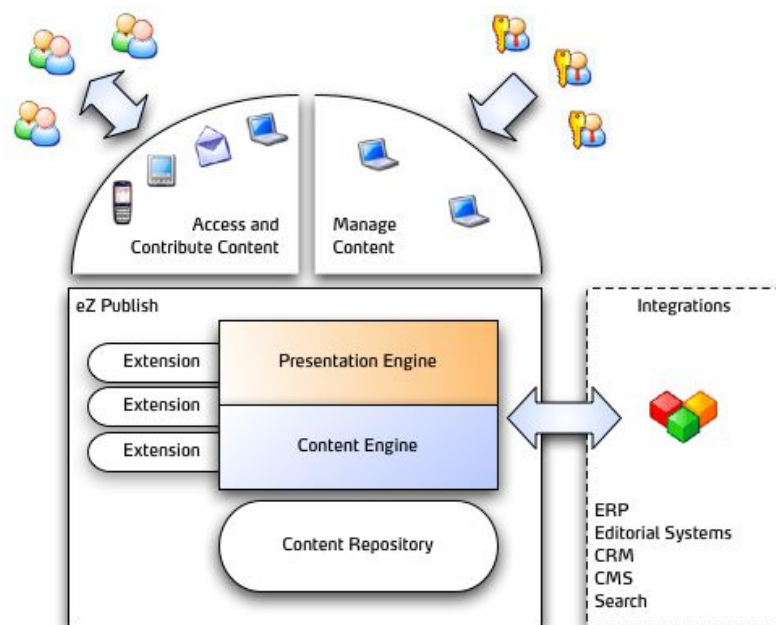 Access and
Contribute Content
Manage
Content
eZ Publish
Integrations
Extension
Presentation Engine
Extension
Extension
Content Engine
Content Repository
ERP
Editorial Systems
CRM
CMS
Search